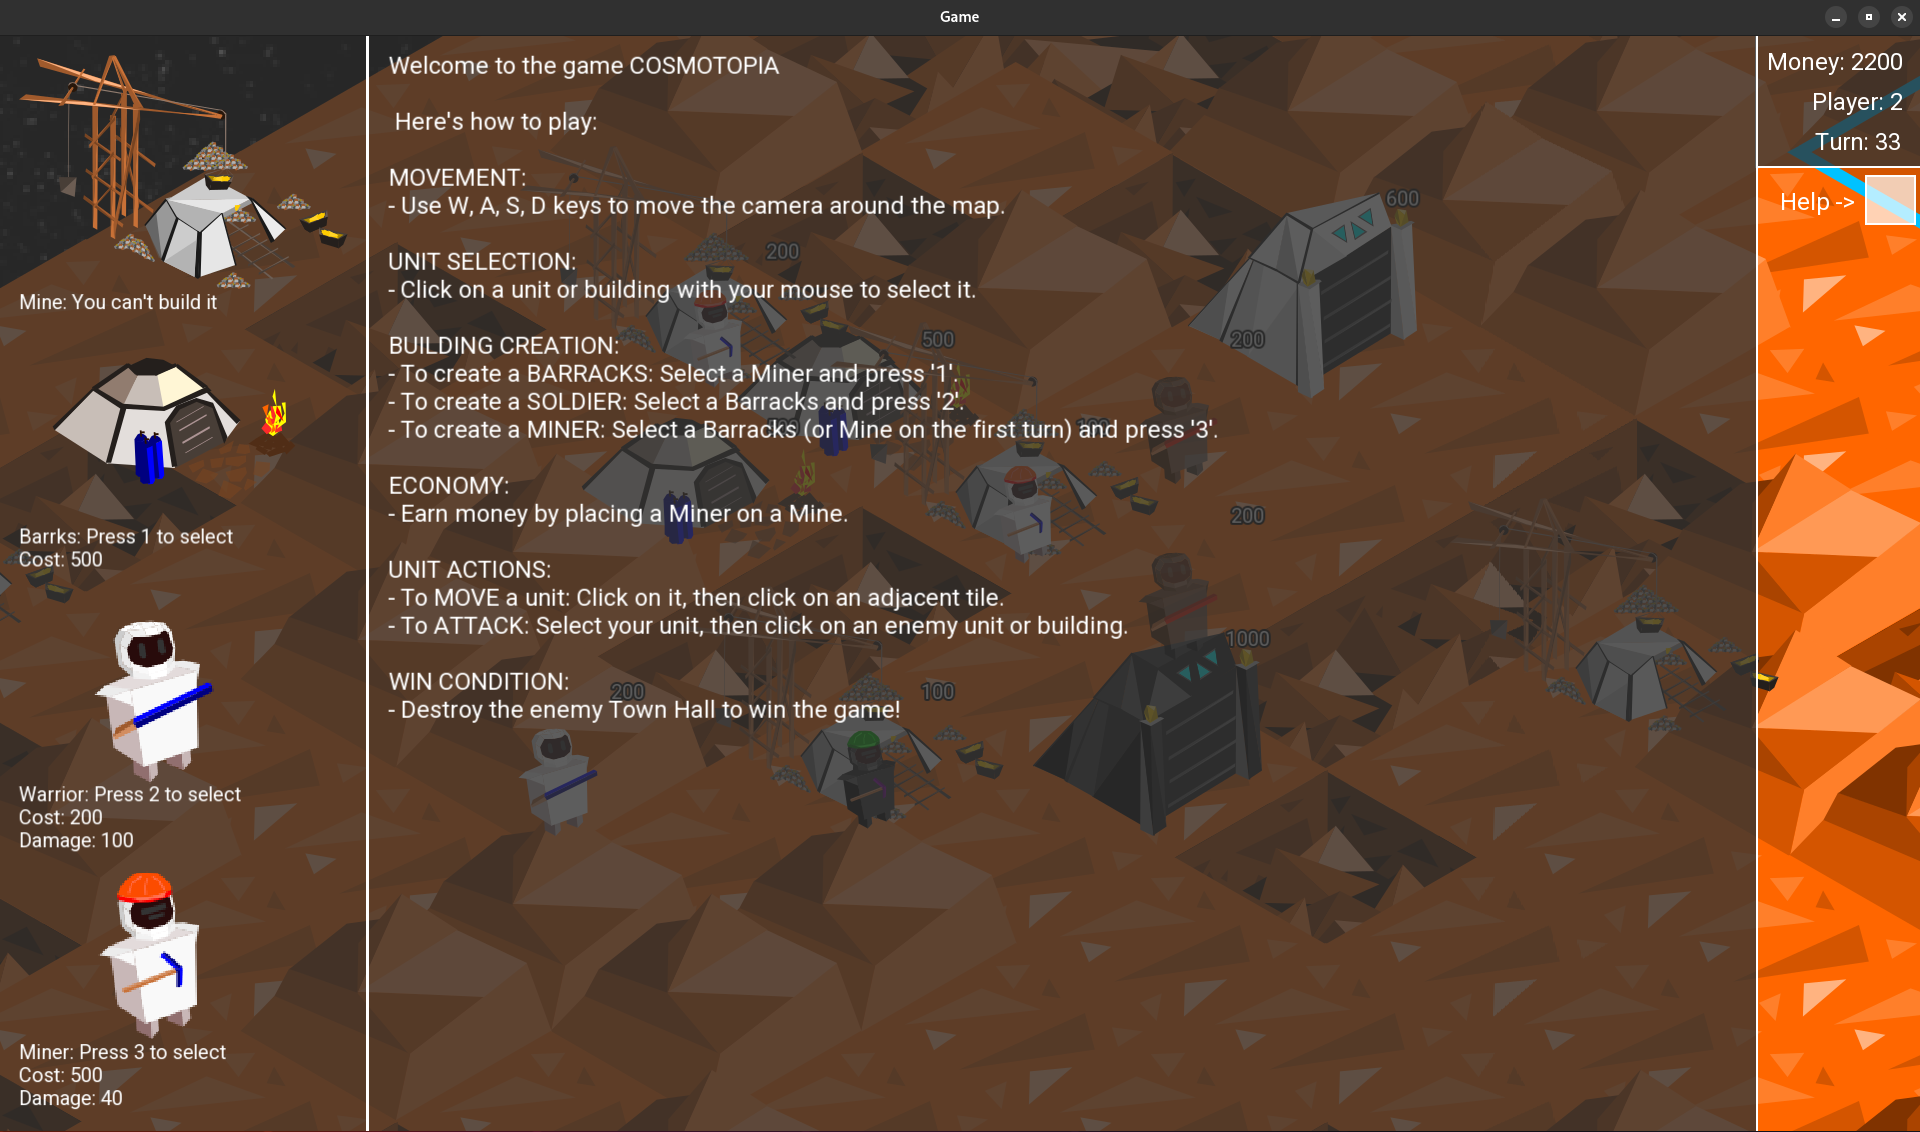 Game
Mine: You can't build it
Barrks: Press 1 to select
Cost: 500
Warrior: Press 2 to select
Cost: 200
Damage: 100
Miner: Press 3 to select
Cost: 500
Damage: 40
Welcome to the game COSMOTOPIA
Here's how to play:
MOVEMENT:
- Use W, A, S, D keys to move the camera around the map.
UNIT SELECTION:
- Click on a unit or building with your mouse to select it.
BUILDING CREATION:
- To create a BARRACKS: Select a Miner and press '1'.
- To create a SOLDIER: Select a Barracks and press '2'.
- To create a MINER: Select a Barracks (or Mine on the first turn) and press '3'.
ECONOMY:
- Earn money by placing a Miner on a Mine.
UNIT ACTIONS:
- To MOVE a unit: Click on it, then click on an adjacent tile.
- To ATTACK: Select your unit, then click on an enemy unit or building.
WIN CONDITION:
- Destroy the enemy Town Hall to win the game!
600
200
500
200
200
1000
200
100
Money: 2200
Player: 2
Turn: 33
Help ->